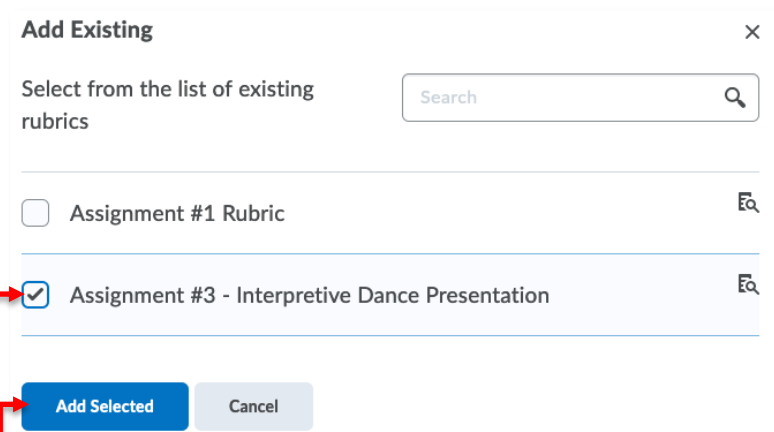 Add Existing
Select from the list of existing
rubrics
Search
Assignment #1 Rubric
Assignment #3 - Interpretive Dance Presentation
Add Selected
Cancel